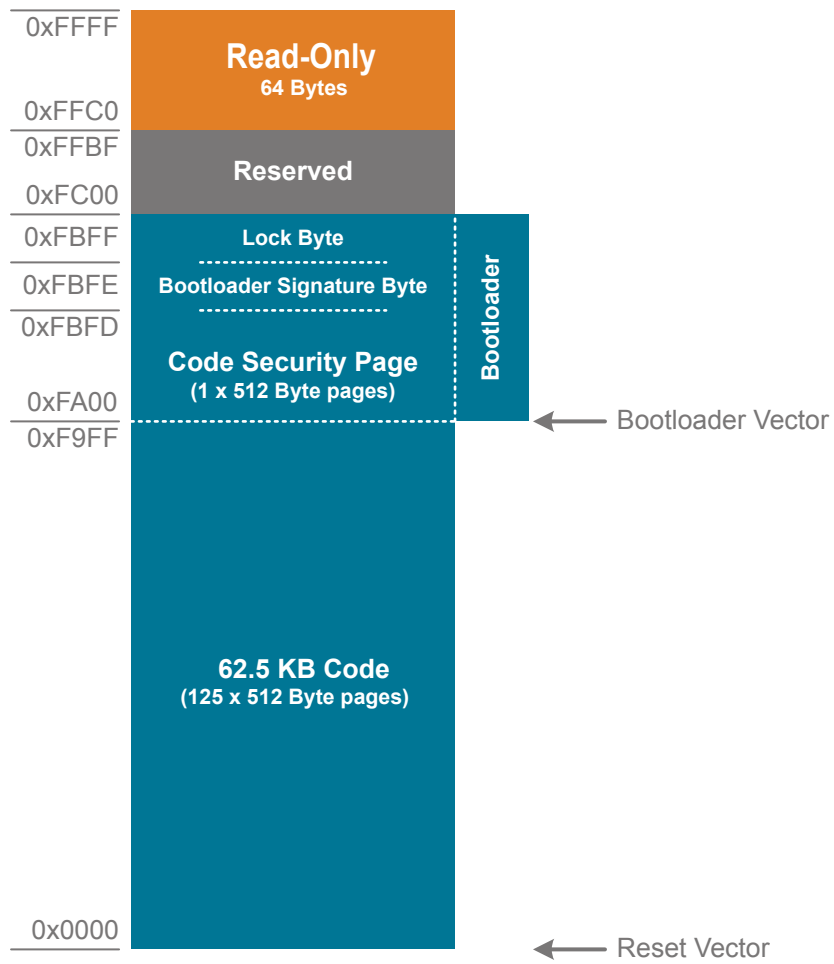 0xFFFF
Read-Only
64 Bytes
0xFFC0
0xFFBF
Reserved
0xFC00
0xFBFF
Lock Byte
0xFBFE
Bootloader Signature Byte
0xFBFD
Bootloader
Code Security Page
(1 x 512 Byte pages)
0xFA00
Bootloader Vector
0xF9FF
62.5 KB Code
(125 x 512 Byte pages)
0x0000
Reset Vector